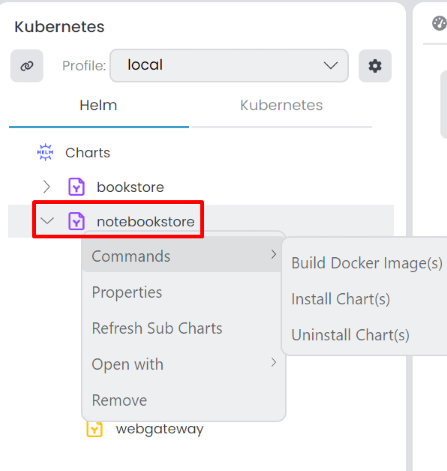 Kubernetes
Profile: local
Helm Kubernetes
HELM Charts
bookstore
notebookstore
Commands
Build Docker Image(s)
Properties
Install Chart(s)
Refresh Sub Charts
Uninstall Chart(s)
Open with
Remove
webgateway